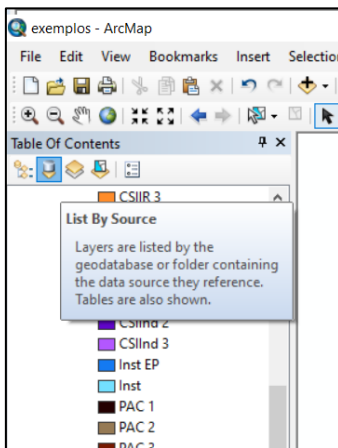 exemplos - ArcMap
File Edit View Bookmarks Insert Selection
Table Of Contents
CSIIR 3
List By Source
Layers are listed by the
geodatabase or folder containing
the data source they reference.
Tables are also shown.
CSIInd 2
CSIInd 3
Inst EP
Inst
PAC 1
PAC 2
PAC 3